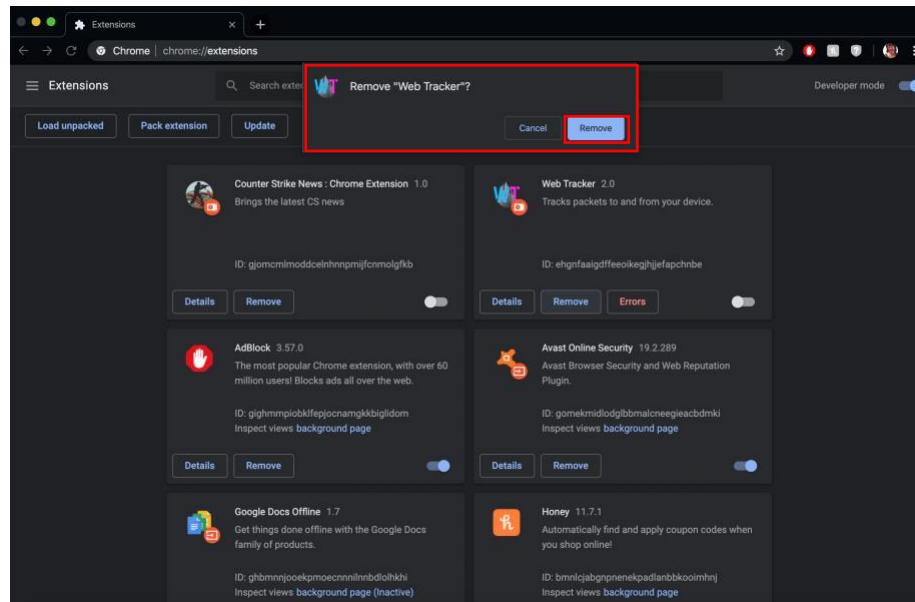 Extensions
Chrome | chrome://extensions
Extensions
Search exte
Remove "Web Tracker"?
Developer mode
Cancel
Remove
Load unpacked
Pack extension
Update
Counter Strike News : Chrome Extension 1.0
Brings the latest CS news
ID: gjomcmlmoddcelnhnnpmijfcnmolgfkb
Details
Remove
Web Tracker 2.0
Tracks packets to and from your device.
ID: ehgnfaaigdffeeoikegjhjjefapchnbe
Details
Remove
Errors
AdBlock 3.57.0
The most popular Chrome extension, with over 60
million users! Blocks ads all over the web.
ID: gighmmpiobklfepjocnamgkkbiglidom
Inspect views background page
Details
Remove
Avast Online Security 19.2.289
Avast Browser Security and Web Reputation
Plugin.
ID: gomekmidlodglbbmalcneegieacbdmki
Inspect views background page
Details
Remove
Google Docs Offline 1.7
Get things done offline with the Google Docs
family of products.
ID: ghbmnnjooekpmoecnnnilnnbdlolhkhi
Inspect views background page (Inactive)
Honey 11.7.1
Automatically find and apply coupon codes when
you shop online!
ID: bmnlcjabgnpnenekpadlanbbkooimhnj
Inspect views background page